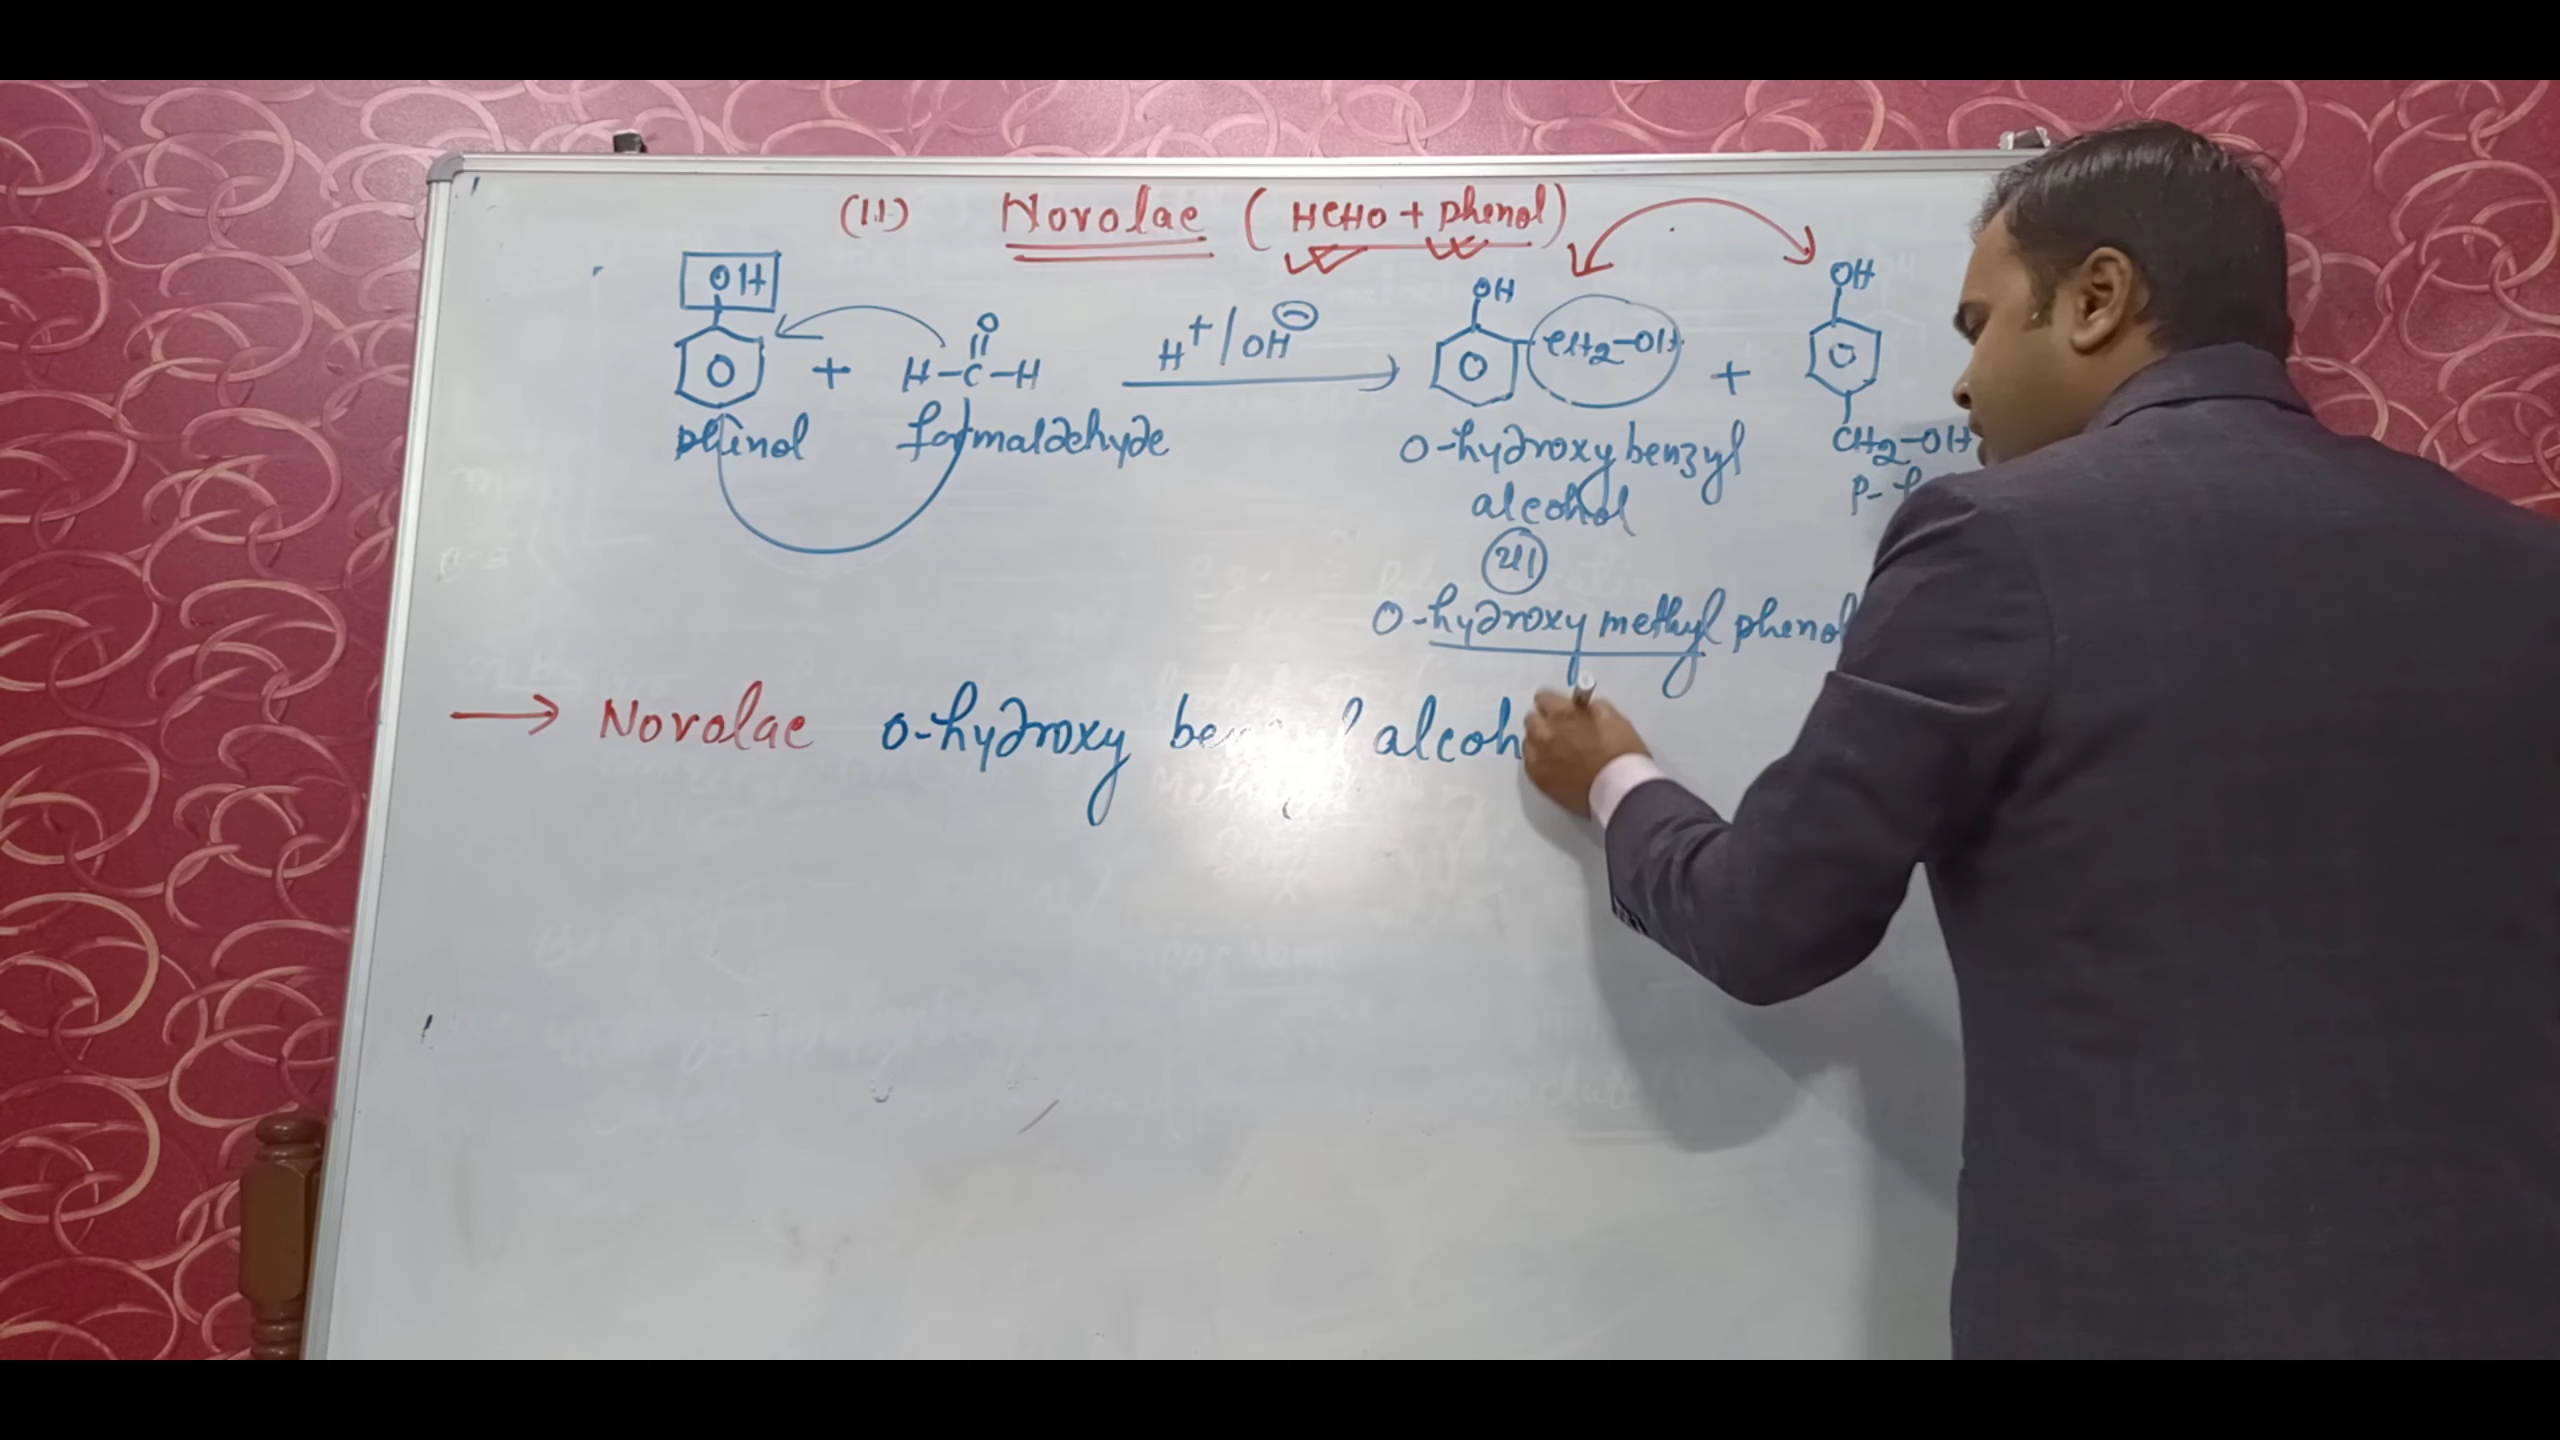 (11) Novolac (HCHO + phenol)
OH O OH OH
H-C-H H+/OH⊖ CH2-OH
+ +
phenol formaldehyde O-hydroxy benzyl CH2-OH
alcohol P-
या
O-hydroxy methyl phenol
→ Novolac O-hydroxy alcoh